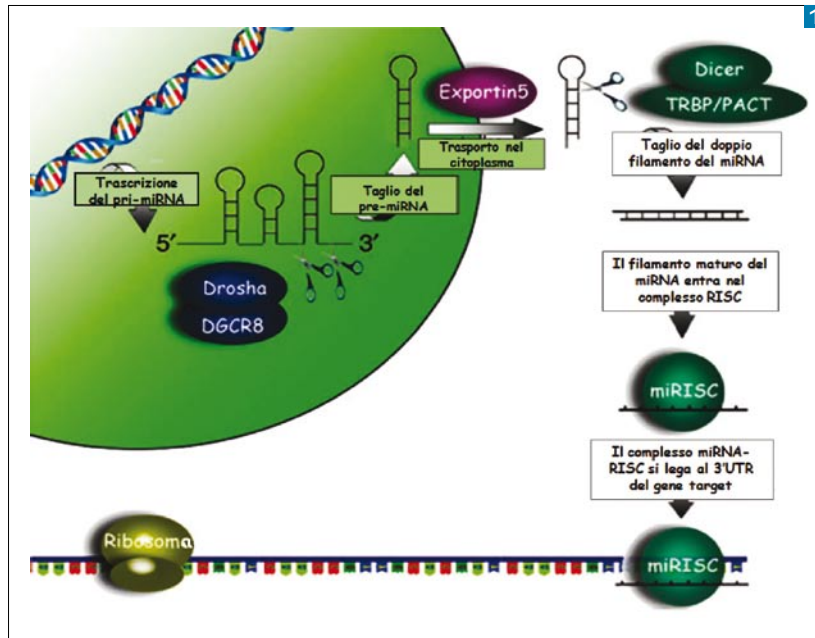 1
Exportin5
Dicer
TRBP/PACT
Trasporto nel
citoplasma
Taglio del doppio
filamento del miRNA
Trascrizione
del pri-miRNA
Taglio del
pre-miRNA
5'
3'
Drosha
DGCR8
Il filamento maturo del
miRNA entra nel
complesso RISC
miRISC
Il complesso miRNA-
RISC si lega al 3'UTR
del gene target
Ribosoma
miRISC